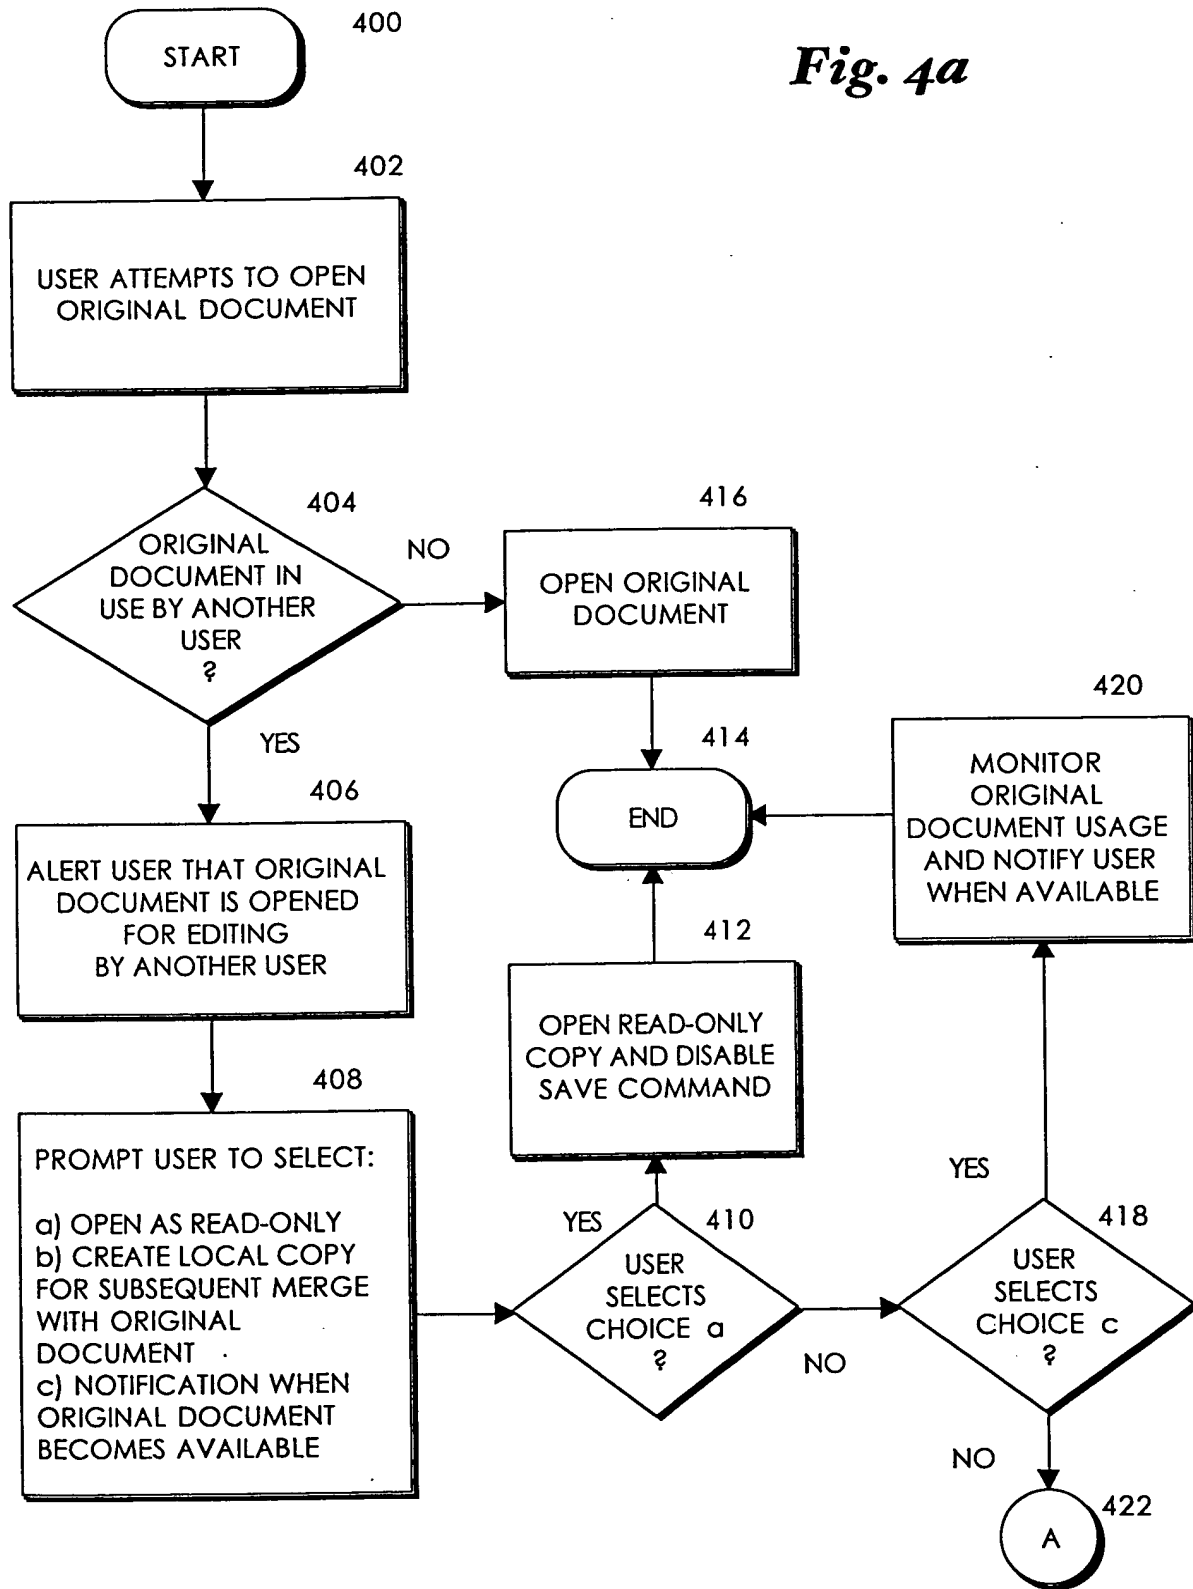 400
START
Fig. 4a
402
USER ATTEMPTS TO OPEN
ORIGINAL DOCUMENT
404
ORIGINAL
DOCUMENT IN
USE BY ANOTHER
USER
?
NO
YES
416
OPEN ORIGINAL
DOCUMENT
414
END
420
MONITOR
ORIGINAL
DOCUMENT USAGE
AND NOTIFY USER
WHEN AVAILABLE
406
ALERT USER THAT ORIGINAL
DOCUMENT IS OPENED
FOR EDITING
BY ANOTHER USER
412
OPEN READ-ONLY
COPY AND DISABLE
SAVE COMMAND
408
PROMPT USER TO SELECT:
a) OPEN AS READ-ONLY
b) CREATE LOCAL COPY
FOR SUBSEQUENT MERGE
WITH ORIGINAL
DOCUMENT
c) NOTIFICATION WHEN
ORIGINAL DOCUMENT
BECOMES AVAILABLE
YES
410
USER
SELECTS
CHOICE a
?
NO
YES
418
USER
SELECTS
CHOICE c
?
NO
422
A